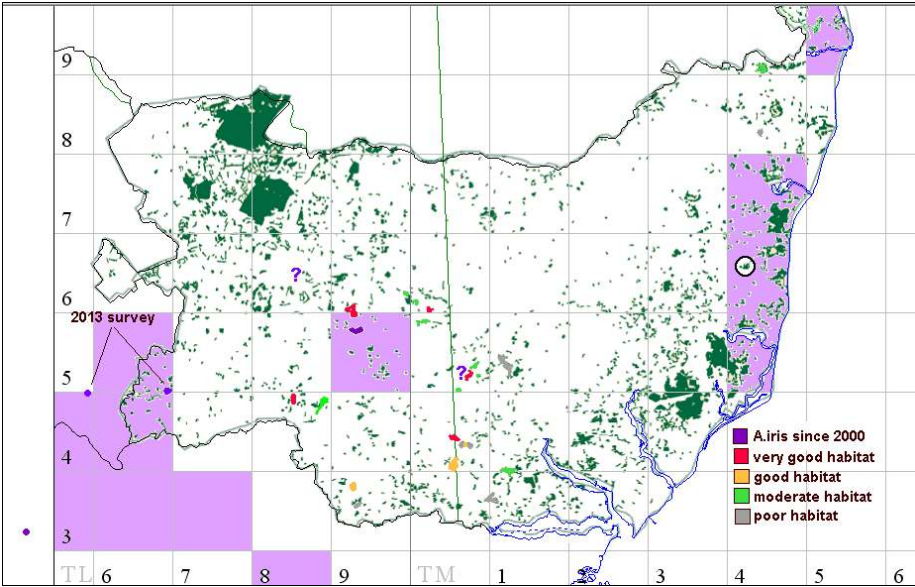 9
8
7
?
6
2013 survey
?
5
A.iris since 2000
very good habitat
4
good habitat
moderate habitat
poor habitat
3
TL 6 7 8 9 TM 1 2 3 4 5 6